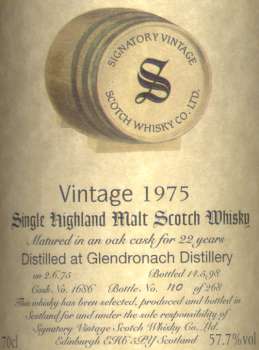 SIGNATORY VINTAGE
S
SCOTCH WHISKY CO. LTD.
Vintage 1975
Single Highland Malt Scotch Whisky
Matured in an oak cask for 22 years
Distilled at Glendronach Distillery
on 2.6.75 Bottled 14.5.98
Cask No. 1686 Bottle No. 110 of 268
This whisky has been selected, produced and bottled in
Scotland for and under the sole responsibility of
Signatory Vintage Scotch Whisky Co. Ltd.
70cl Edinburgh EH6 5PY Scotland 57.7% vol